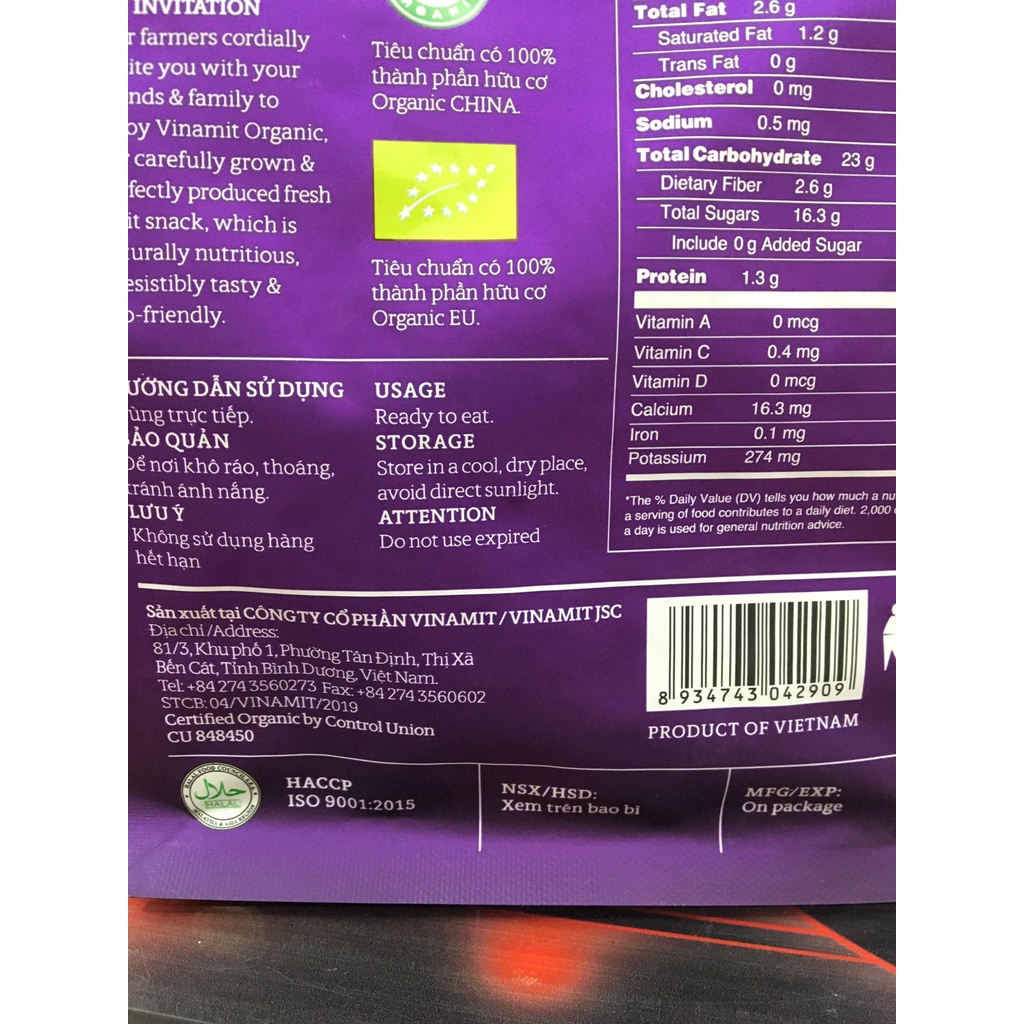 INVITATION
farmers cordially
you with your
& family to
Vinamit Organic,
carefully grown &
produced fresh
snack, which is
nutritious,
tasty &
-friendly.
Tiêu chuẩn có 100%
thành phần hữu cơ
Organic CHINA.
Tiêu chuẩn có 100%
thành phần hữu cơ
Organic EU.
DẪN SỬ DỤNG
trực tiếp.
QUẢN
nơi khô ráo, thoáng,
tránh ánh nắng.
LƯU Ý
Không sử dụng hàng
hết hạn
USAGE
Ready to eat.
STORAGE
Store in a cool, dry place,
avoid direct sunlight.
ATTENTION
Do not use expired
Total Fat 2.6 g
Saturated Fat 1.2 g
Trans Fat 0 g
Cholesterol 0 mg
Sodium 0.5 mg
Total Carbohydrate 23 g
Dietary Fiber 2.6 g
Total Sugars 16.3 g
Include 0 g Added Sugar
Protein 1.3 g
Vitamin A 0 mcg
Vitamin C 0.4 mg
Vitamin D 0 mcg
Calcium 16.3 mg
Iron 0.1 mg
Potassium 274 mg
*The % Daily Value (DV) tells you how much a
a serving of food contributes to a daily diet. 2,000
a day is used for general nutrition advice.
Sản xuất tại CÔNG TY CỔ PHẦN VINAMIT / VINAMIT JSC
Địa chỉ /Address:
81/3, Khu phố 1, Phường Tân Định, Thị Xã
Bến Cát, Tỉnh Bình Dương, Việt Nam.
Tel: +84 274 3560273 Fax: +84 274 3560602
STCB: 04/VINAMIT/2019
Certified Organic by Control Union
CU 848450
8 934743 042909
PRODUCT OF VIETNAM
حلال
HALAL
HACCP
ISO 9001:2015
NSX/HSD:
Xem trên bao bì
MFG/EXP:
On package